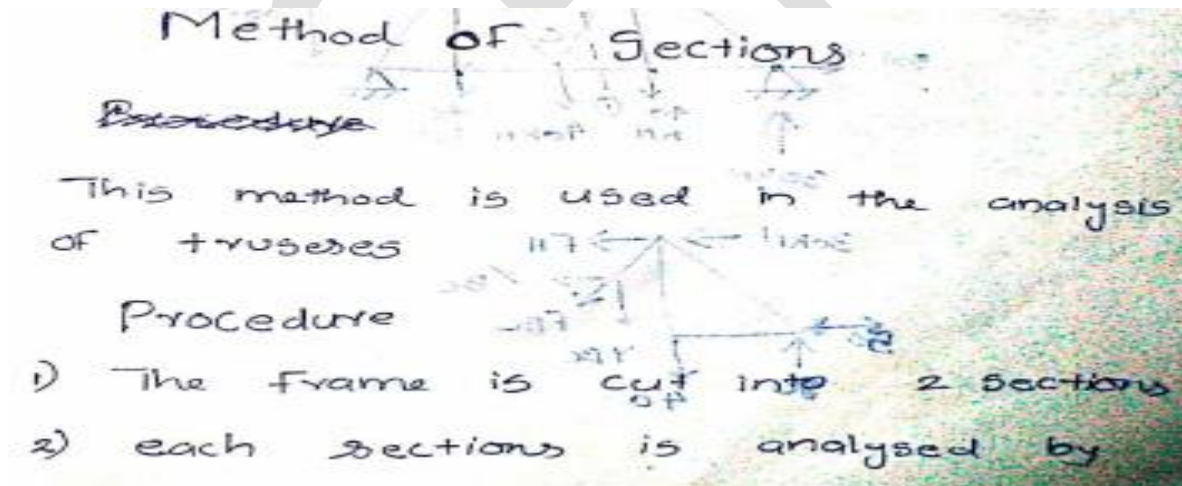 Method of Sections
This method is used in the analysis
of truseses
Procedure
1) The frame is cut into 2 sections
2) each sections is analysed by